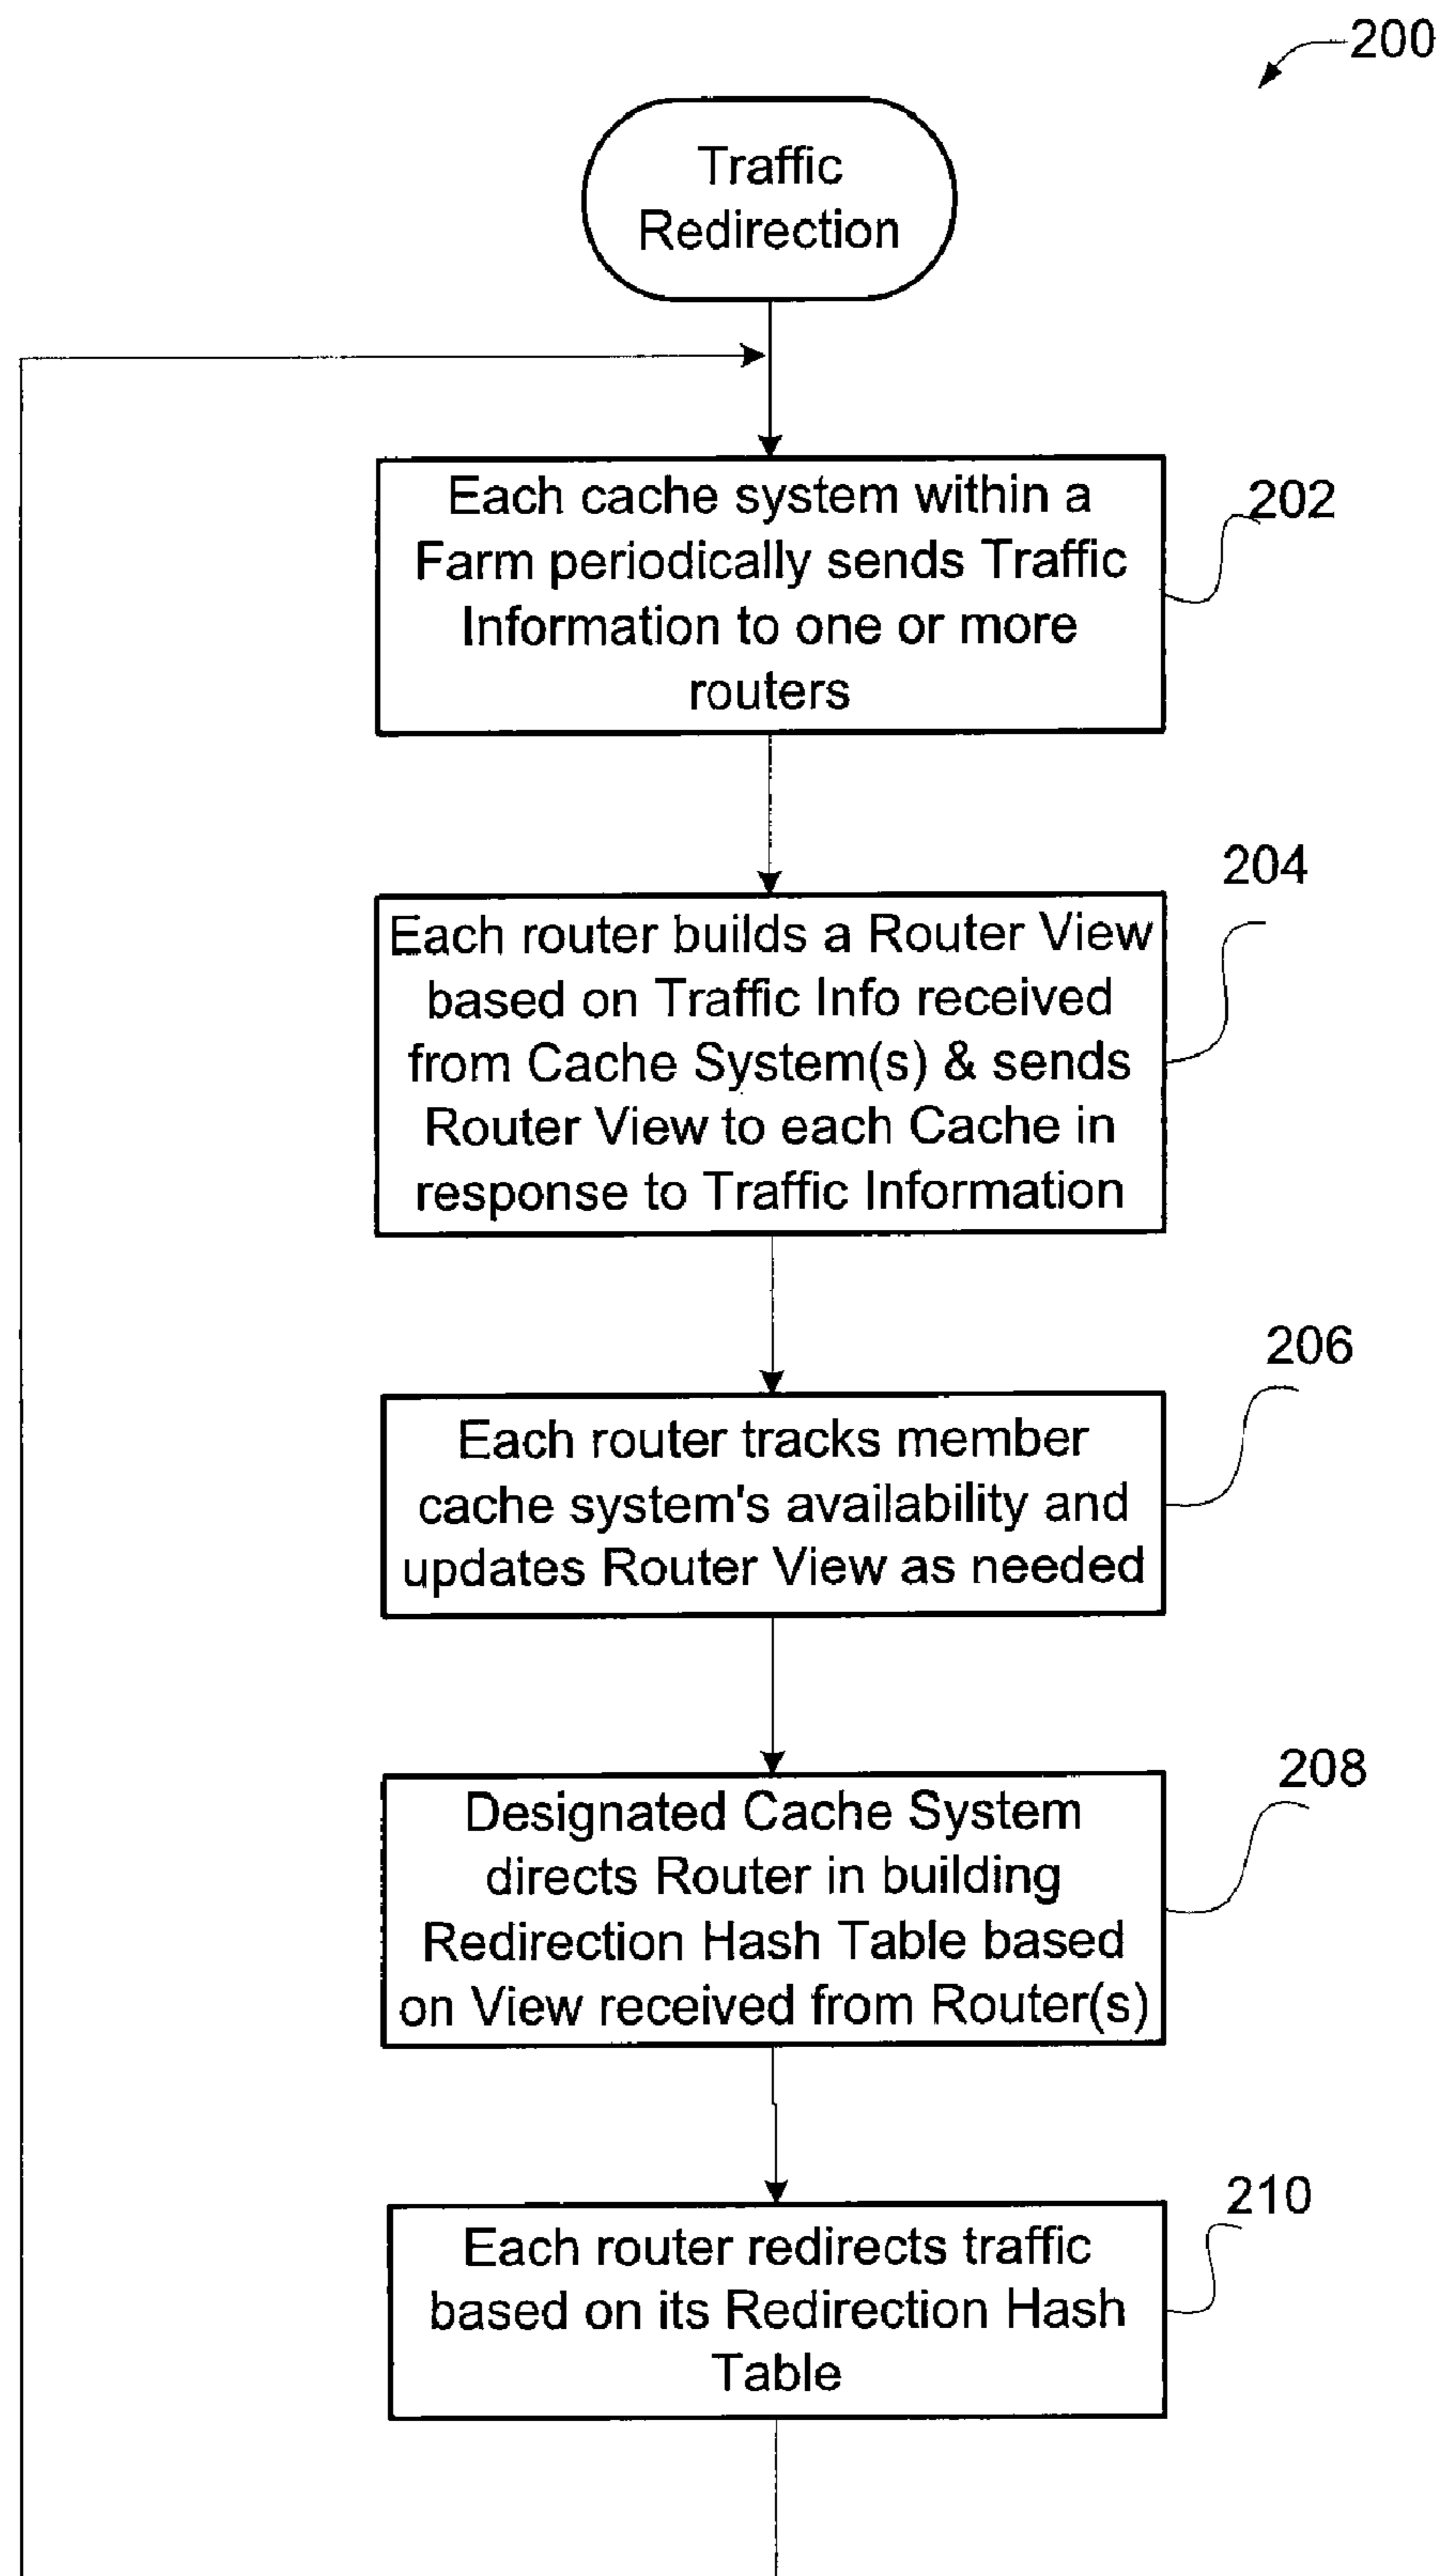 200
Traffic
Redirection
Each cache system within a
Farm periodically sends Traffic
Information to one or more
routers
202
Each router builds a Router View
based on Traffic Info received
from Cache System(s) & sends
Router View to each Cache in
response to Traffic Information
204
Each router tracks member
cache system's availability and
updates Router View as needed
206
Designated Cache System
directs Router in building
Redirection Hash Table based
on View received from Router(s)
208
Each router redirects traffic
based on its Redirection Hash
Table
210